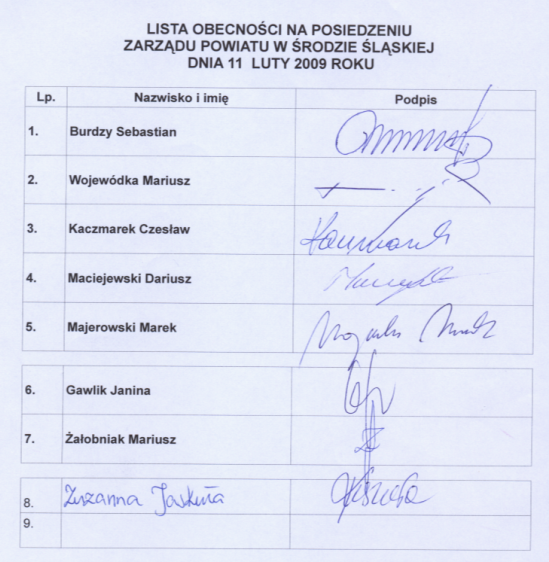 LISTA OBECNOŚCI NA POSIEDZENIU
ZARZĄDU POWIATU W ŚRODZIE ŚLĄSKIEJ
DNIA 11 LUTY 2009 ROKU
Lp. Nazwisko i imię Podpis
1. Burdzy Sebastian
2. Wojewódka Mariusz
3. Kaczmarek Czesław
4. Maciejewski Dariusz
5. Majerowski Marek
6. Gawlik Janina
7. Żałobniak Mariusz
8. Zuzanna
9.